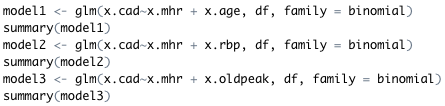 model1 <- glm(x.cad~x.mhr + x.age, df, family = binomial)
summary(model1)
model2 <- glm(x.cad~x.mhr + x.rbp, df, family = binomial)
summary(model2)
model3 <- glm(x.cad~x.mhr + x.oldpeak, df, family = binomial)
summary(model3)